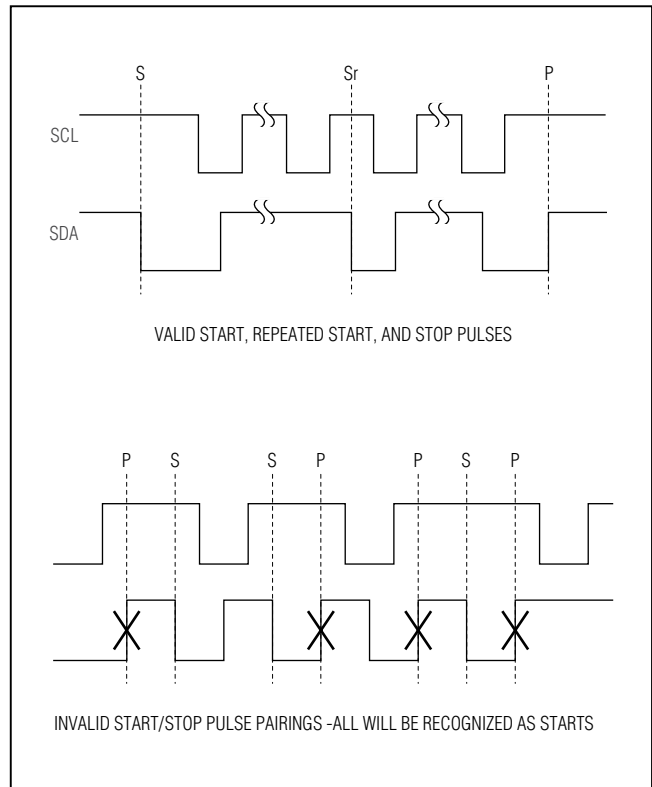 S Sr P
SCL
SDA
VALID START, REPEATED START, AND STOP PULSES
P S S P P S P
INVALID START/STOP PULSE PAIRINGS -ALL WILL BE RECOGNIZED AS STARTS